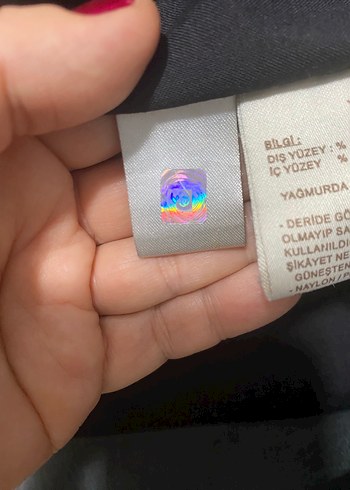 BİLGİ :
DIŞ YÜZEY : %
İÇ YÜZEY %
YAĞMURDA
- DERİDE GÖ
OLMAYIP SA
KULLANILDI
ŞİKAYET NE
GÜNEŞTEN
- NAYLON / P